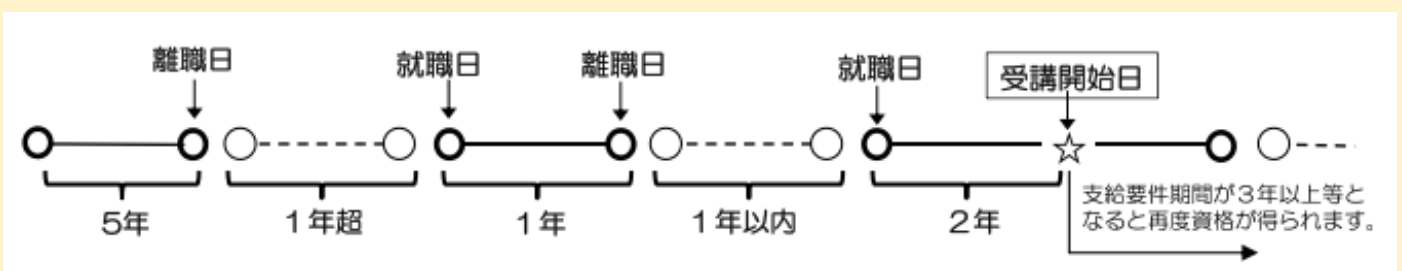 離職日
就職日
離職日
就職日
受講開始日
5年
1年超
1年
1年以内
2年
支給要件期間が3年以上等と
なると再度資格が得られます。